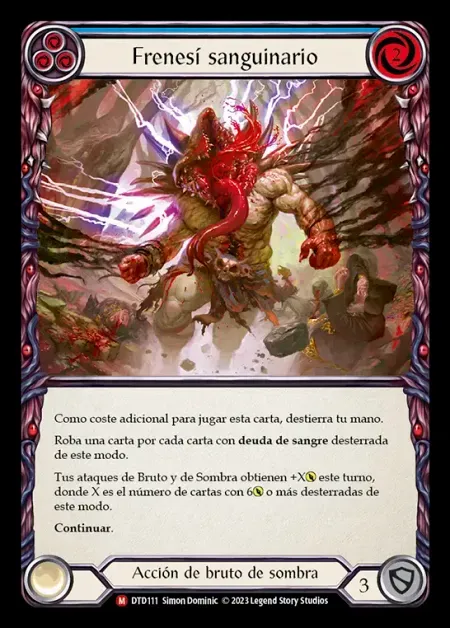 Frenesí sanguinario
2
Como coste adicional para jugar esta carta, destierra tu mano.
Roba una carta por cada carta con deuda de sangre desterrada
de este modo.
Tus ataques de Bruto y de Sombra obtienen +X este turno,
donde X es el número de cartas con 6 o más desterradas de
este modo.
Continuar.
Acción de bruto de sombra
3
M DTD111 Simon Dominic © 2023 Legend Story Studios